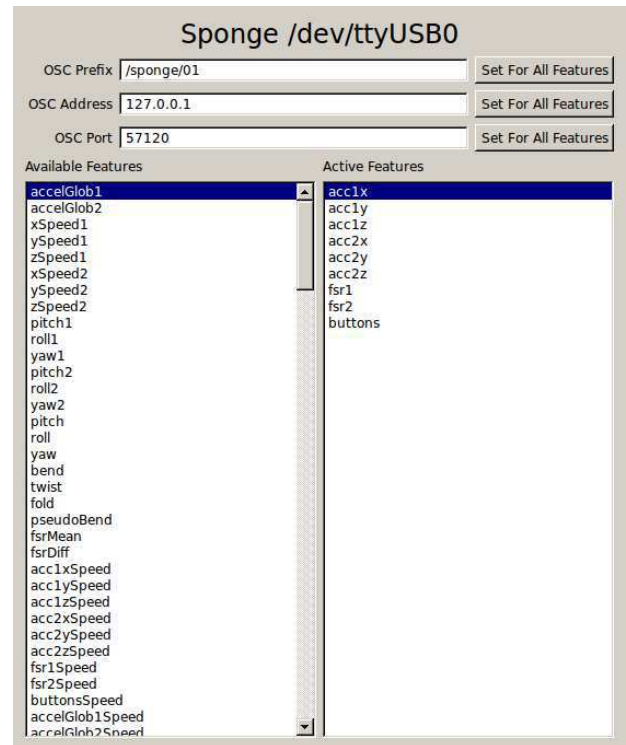 Sponge /dev/ttyUSB0
OSC Prefix /sponge/01 Set For All Features
OSC Address 127.0.0.1 Set For All Features
OSC Port 57120 Set For All Features
Available Features
accelGlob1
accelGlob2
xSpeed1
ySpeed1
zSpeed1
xSpeed2
ySpeed2
zSpeed2
pitch1
roll1
yaw1
pitch2
roll2
yaw2
pitch
roll
yaw
bend
twist
fold
pseudoBend
fsrMean
fsrDiff
acc1xSpeed
acc1ySpeed
acc1zSpeed
acc2xSpeed
acc2ySpeed
acc2zSpeed
fsr1Speed
fsr2Speed
buttonsSpeed
accelGlob1Speed
accelGlob2Speed
Active Features
acc1x
acc1y
acc1z
acc2x
acc2y
acc2z
fsr1
fsr2
buttons